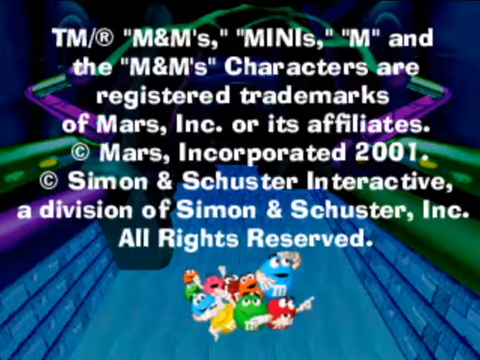 TM/® "M&M's," "MINIs," "M" and
the "M&M's" Characters are
registered trademarks
of Mars, Inc. or its affiliates.
© Mars, Incorporated 2001.
© Simon & Schuster Interactive,
a division of Simon & Schuster, Inc.
All Rights Reserved.